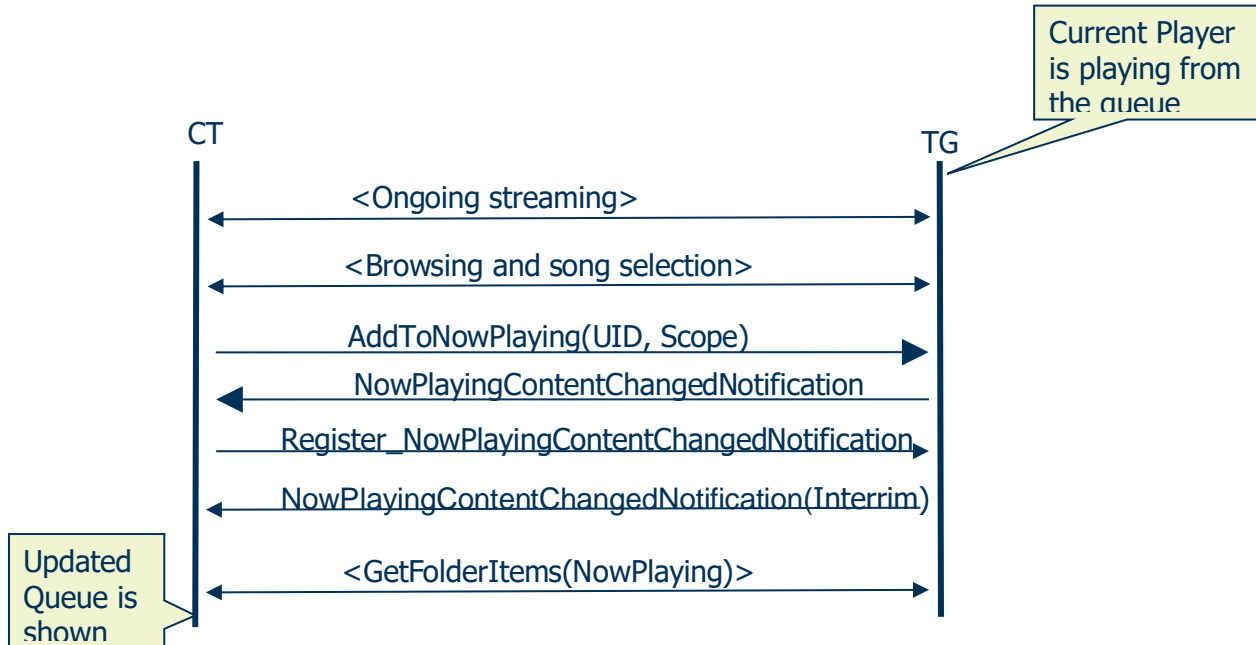 Current Player
is playing from
the queue
CT
TG
<Ongoing streaming>
<Browsing and song selection>
AddToNowPlaying(UID, Scope)
NowPlayingContentChangedNotification
Register_NowPlayingContentChangedNotification
NowPlayingContentChangedNotification(Interrim)
<GetFolderItems(NowPlaying)>
Updated
Queue is
shown